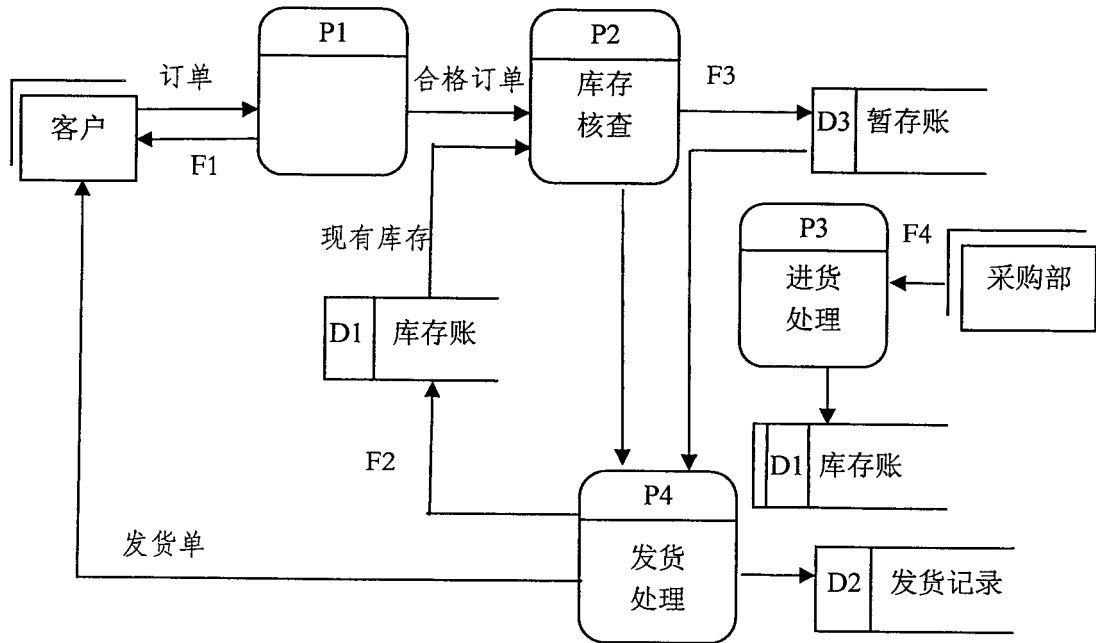 P1
P2
库存
核查
订单
合格订单
F3
客户
F1
D3
暂存账
P3
F4
进货
处理
采购部
现有库存
D1
库存账
F2
D1
库存账
P4
发货
处理
发货单
D2
发货记录